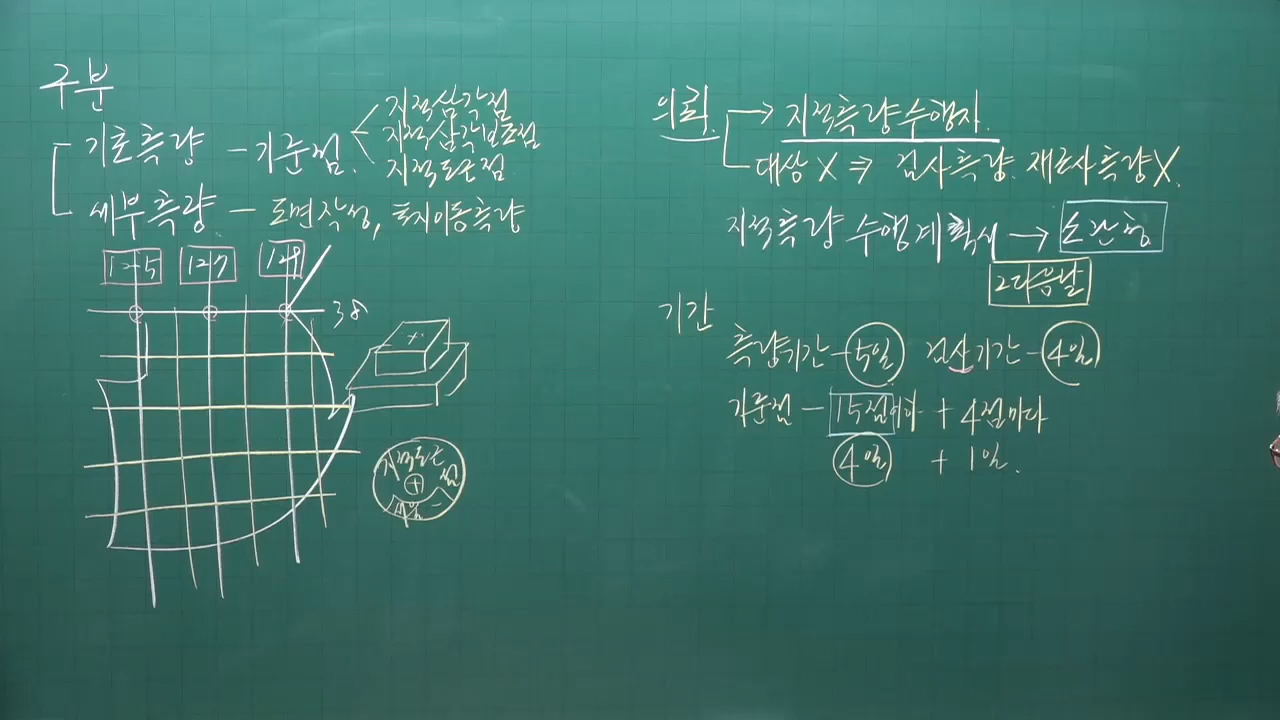 구분
기초측량 - 기준점.
지적삼각점
지적삼각보조점
지적도근점
세부측량 - 도면작성, 토지이동측량
125 127 129
38
+
지적도근점
+
의뢰. → 지적측량수행자.
대상 X ⇒ 검사측량. 재조사측량 X.
지적측량 수행계획서 → 소관청
2다음날
기간
측량기간 - 5일 검사기간 - 4일
기준점 - 15점이하 + 4점마다
4일 + 1일.